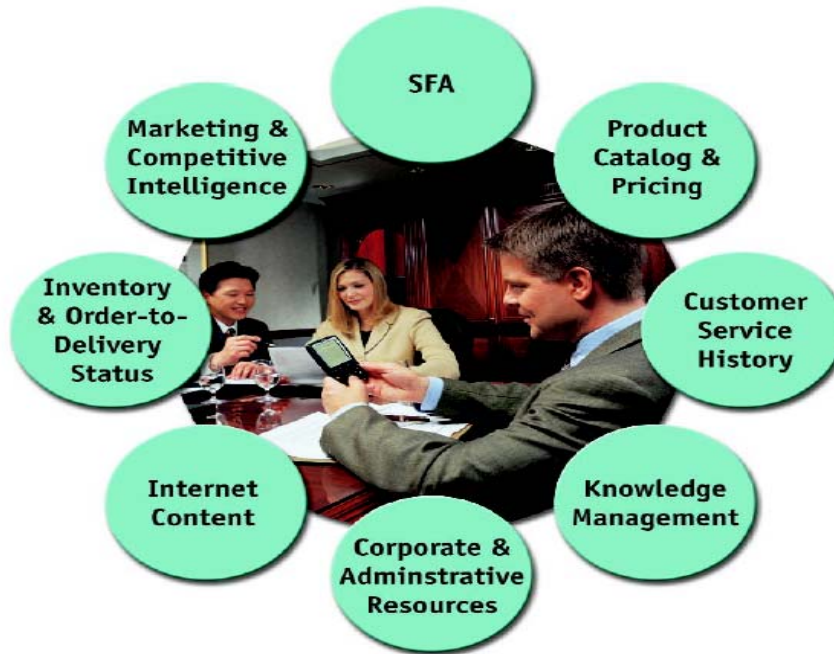 SFA
Product
Catalog &
Pricing
Customer
Service
History
Knowledge
Management
Corporate &
Adminstrative
Resources
Internet
Content
Inventory
& Order-to-
Delivery
Status
Marketing &
Competitive
Intelligence